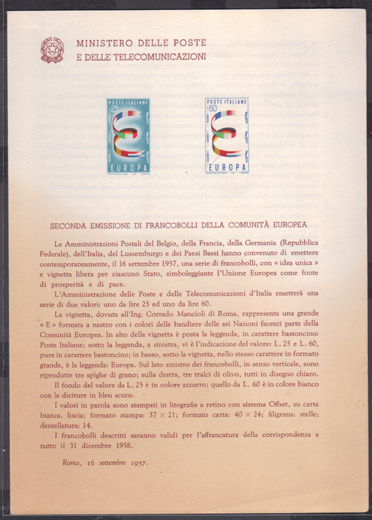 MINISTERO DELLE POSTE
E DELLE TELECOMUNICAZIONI
POSTE ITALIANE
L.25
EUROPA
POSTE ITALIANE
L.60
EUROPA
SECONDA EMISSIONE DI FRANCOBOLLI DELLA COMUNITÀ EUROPEA
Le Amministrazioni Postali del Belgio, della Francia, della Germania (Repubblica
Federale), dell'Italia, del Lussemburgo e dei Paesi Bassi hanno convenuto di emettere
contemporaneamente, il 16 settembre 1957, una serie di francobolli, con « idea unica »
e vignetta libera per ciascuno Stato, simboleggiante l'Unione Europea come fonte
di prosperità e di pace.
L'Amministrazione delle Poste e delle Telecomunicazioni d'Italia emetterà una
serie di due valori: uno da lire 25 ed uno da lire 60.
La vignetta, dovuta all'Ing. Corrado Mancioli di Roma, rappresenta una grande
« E » formata a nastro con i colori delle bandiere delle sei Nazioni facenti parte della
Comunità Europea. In alto della vignetta è posta la leggenda, in carattere bastoncino:
Poste Italiane; sotto la leggenda, a sinistra, vi è l'indicazione del valore: L. 25 e L. 60,
pure in carattere bastoncino; in basso, sotto la vignetta, nello stesso carattere in formato
grande, è la leggenda: Europa. Sul lato sinistro dei francobolli, in senso verticale, sono
riprodotte tre spighe di grano; sulla destra, tre tralci di olivo, tutti in disegno chiaro.
Il fondo del valore da L. 25 è in colore azzurro; quello da L. 60 è in colore bianco
con le diciture in bleu scuro.
I valori in parola sono stampati in litografia a retino con sistema Offset, su carta
bianca, liscia; formato stampa: 37 × 21; formato carta: 40 × 24; filigrana: stelle;
dentellatura: 14.
I francobolli descritti saranno validi per l'affrancatura della corrispondenza a
tutto il 31 dicembre 1958.
Roma, 16 settembre 1957.